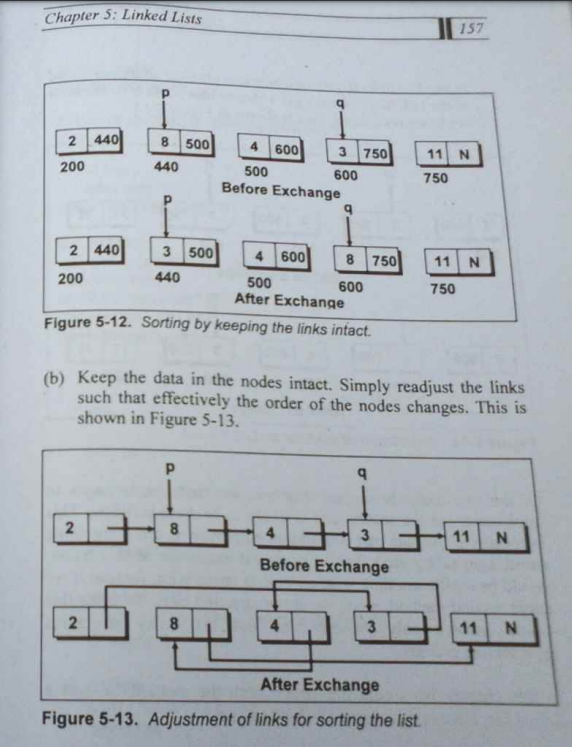 Chapter 5: Linked Lists
157
p q
2 440 8 500 4 600 3 750 11 N
200 440 500 600 750
Before Exchange
p q
2 440 3 500 4 600 8 750 11 N
200 440 500 600 750
After Exchange
Figure 5-12. Sorting by keeping the links intact.
(b) Keep the data in the nodes intact. Simply readjust the links
such that effectively the order of the nodes changes. This is
shown in Figure 5-13.
p q
2 8 4 3 11 N
Before Exchange
2 8 4 3 11 N
After Exchange
Figure 5-13. Adjustment of links for sorting the list.